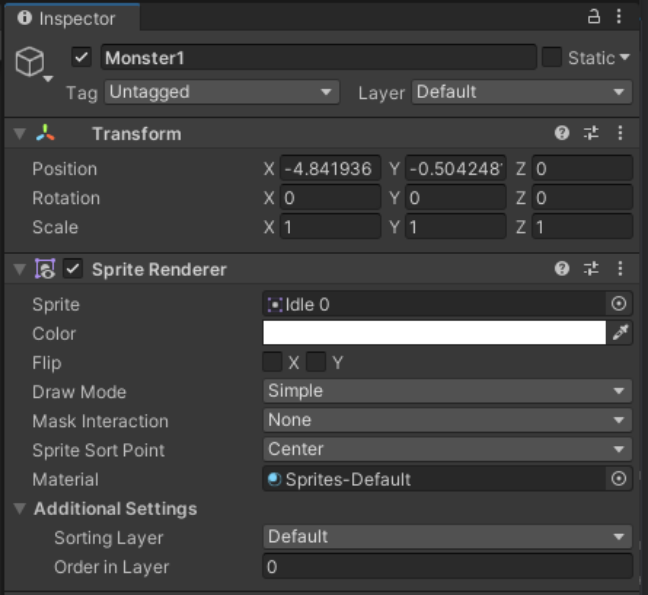 Inspector
Monster1 Static
Tag Untagged Layer Default
Transform
Position X -4.841936 Y -0.504248 Z 0
Rotation X 0 Y 0 Z 0
Scale X 1 Y 1 Z 1
Sprite Renderer
Sprite Idle 0
Color
Flip X Y
Draw Mode Simple
Mask Interaction None
Sprite Sort Point Center
Material Sprites-Default
Additional Settings
Sorting Layer Default
Order in Layer 0